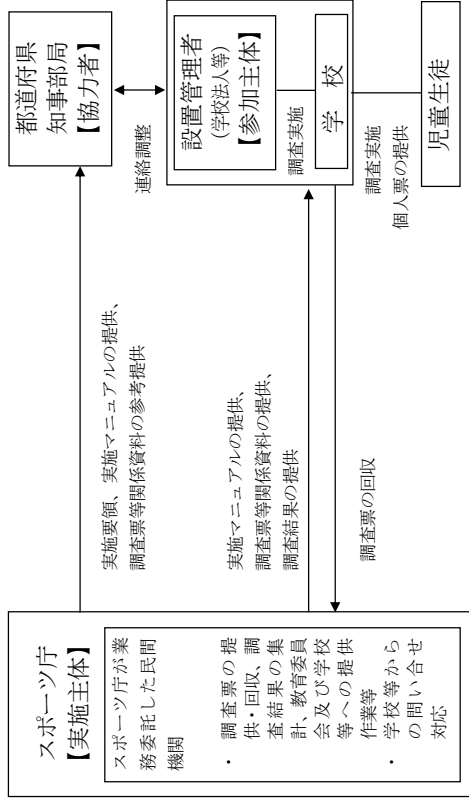 スポーツ庁
【実施主体】
スポーツ庁が業
務委託した民間
機関
・ 調査票の提
供・回収、調
査結果の集
計、教育委員
会及び学校
等への提供
作業等
・ 学校等から
の問い合せ
対応
実施要領、実施マニュアルの提供、
調査票等関係資料の参考提供
実施マニュアルの提供、
調査票等関係資料の提供、
調査結果の提供
調査票の回収
都道府県
知事部局
【協力者】
連絡調整
設置管理者
(学校法人等)
【参加主体】
調査実施
学校
調査実施
個人票の提供
児童生徒